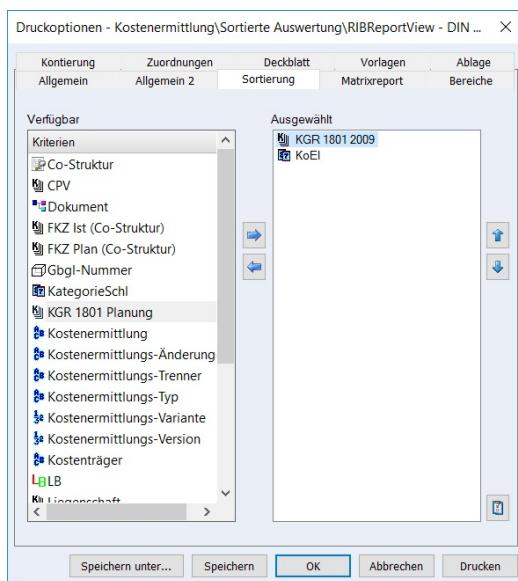 Druckoptionen - Kostenermittlung\Sortierte Auswertung\RIBReportView - DIN ...
Kontierung Zuordnungen Deckblatt Vorlagen Ablage
Allgemein Allgemein 2 Sortierung Matrixreport Bereiche
Verfügbar
Kriterien
Co-Struktur
CPV
Dokument
FKZ Ist (Co-Struktur)
FKZ Plan (Co-Struktur)
Gbgl-Nummer
KategorieSchl
KGR 1801 Planung
Kostenermittlung
Kostenermittlungs-Änderung
Kostenermittlungs-Trenner
Kostenermittlungs-Typ
Kostenermittlungs-Variante
Kostenermittlungs-Version
Kostenträger
LB
Liegenschaft
Ausgewählt
KGR 1801 2009
KoEl
Speichern unter... Speichern OK Abbrechen Drucken